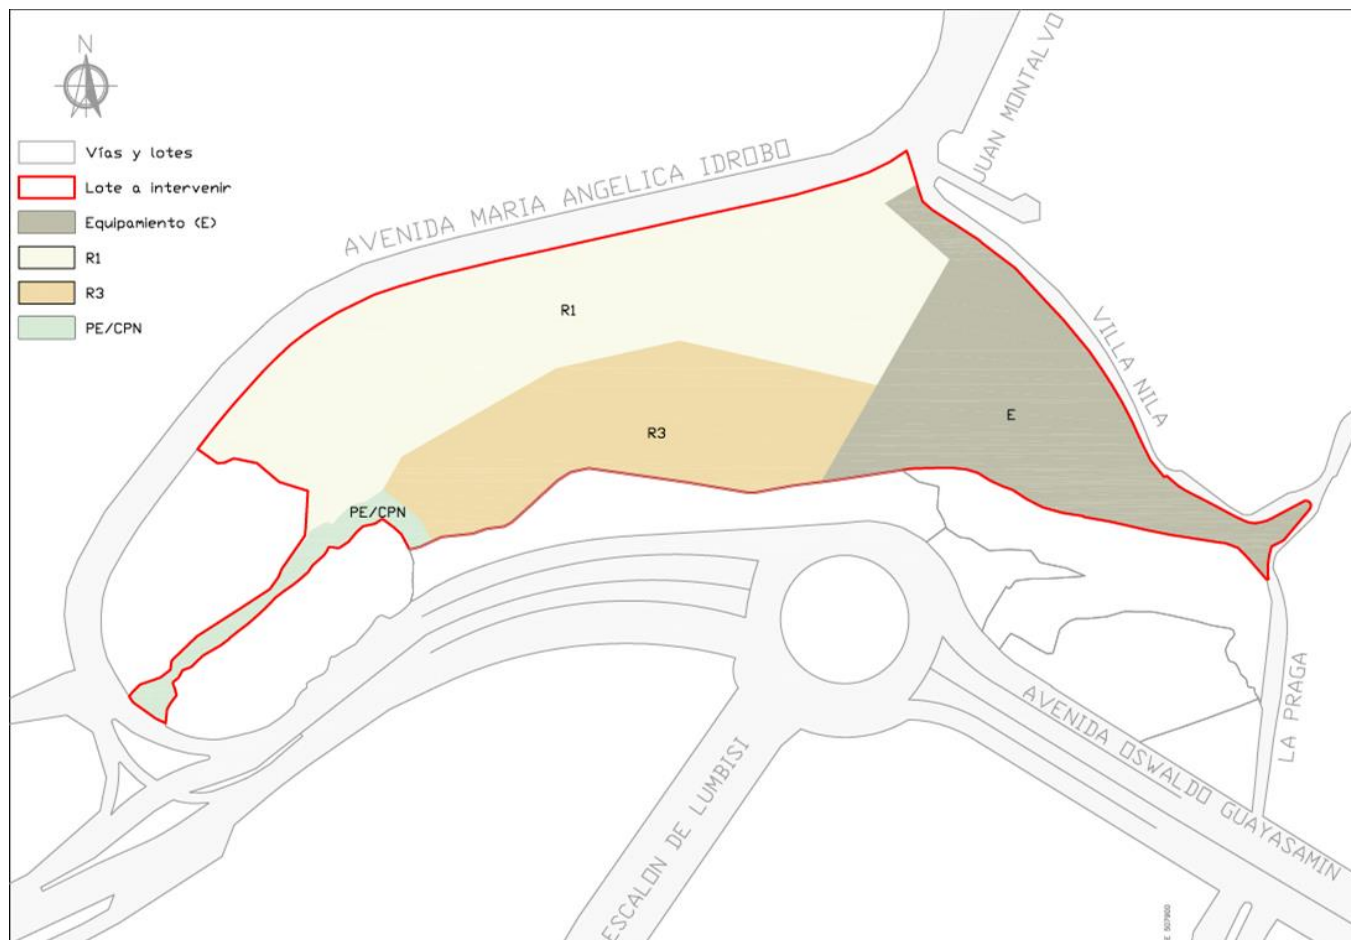 N
Vías y lotes
Lote a intervenir
Equipamiento (E)
R1
R3
PE/CPN
AVENIDA MARIA ANGELICA IDROBO
JUAN MONTALVO
VILLA NILA
R1
R3
E
PE/CPN
ESCALON DE LUMBISI
AVENIDA OSWALDO GUAYASAMIN
LA PRAGA
E 507900